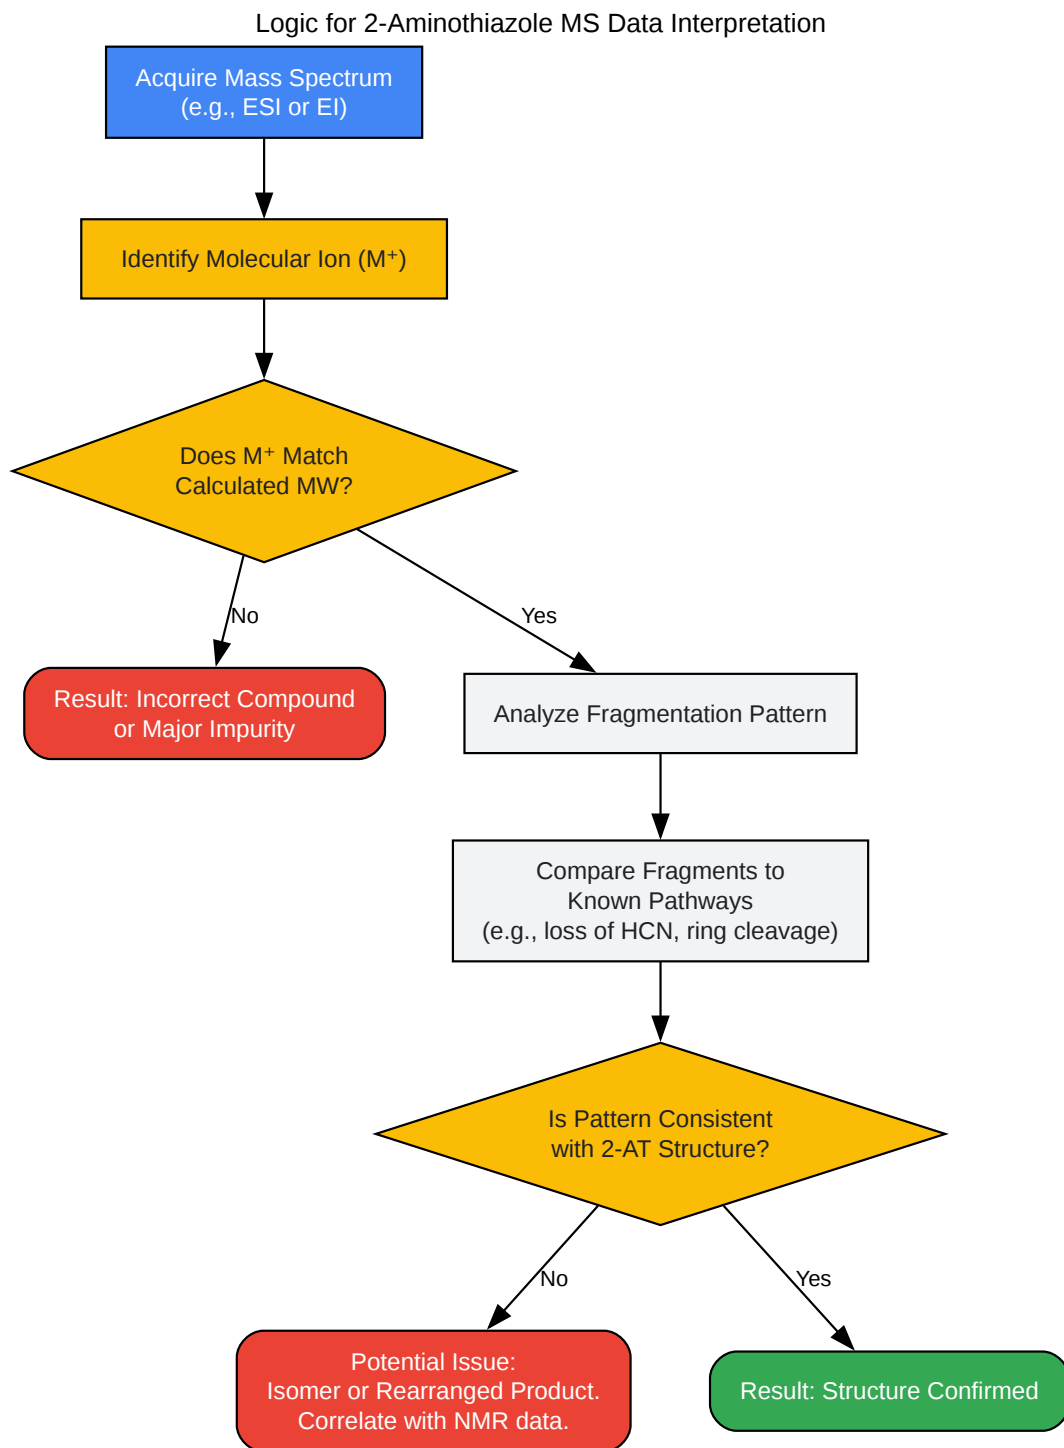 Logic for 2-Aminothiazole MS Data Interpretation
Acquire Mass Spectrum
(e.g., ESI or EI)
Identify Molecular Ion (M⁺)
Does M⁺ Match
Calculated MW?
No
Yes
Result: Incorrect Compound
or Major Impurity
Analyze Fragmentation Pattern
Compare Fragments to
Known Pathways
(e.g., loss of HCN, ring cleavage)
Is Pattern Consistent
with 2-AT Structure?
No
Yes
Potential Issue:
Isomer or Rearranged Product.
Correlate with NMR data.
Result: Structure Confirmed